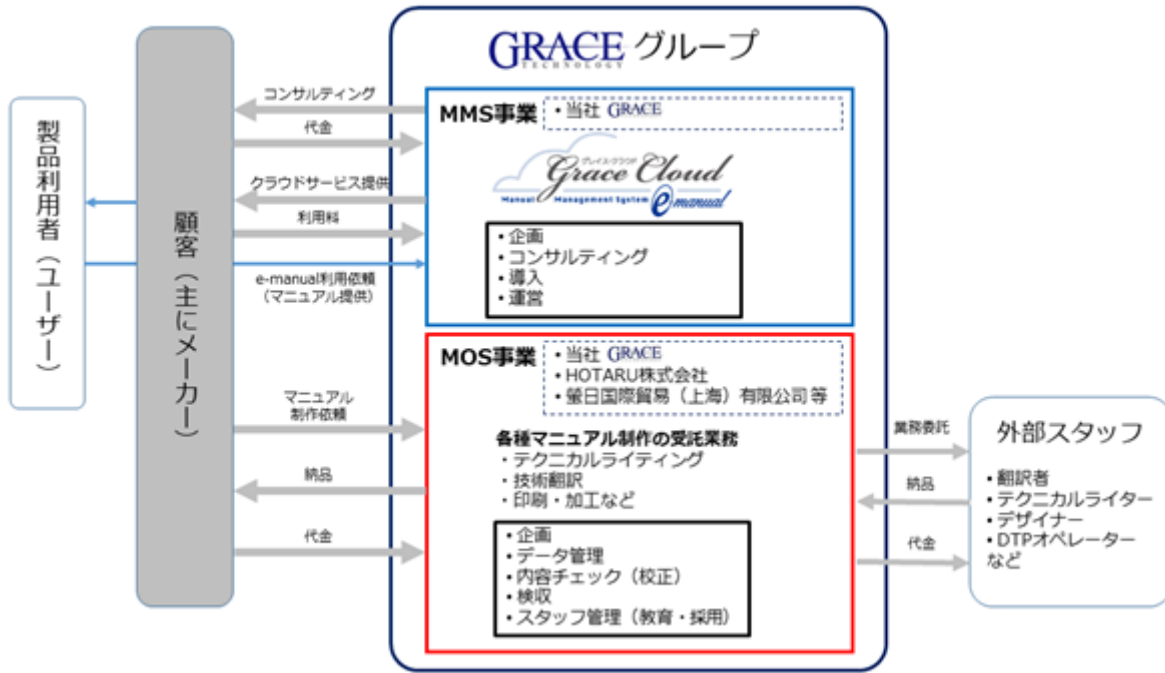 GRACE グループ
TECHNOLOGY
製品利用者（ユーザー）
顧客（主にメーカー）
コンサルティング
代金
クラウドサービス提供
利用料
e-manual利用依頼
（マニュアル提供）
マニュアル
制作依頼
納品
代金
MMS事業
・当社 GRACE
グレイス・クラウド
Grace Cloud
Manual Management System e-manual
・企画
・コンサルティング
・導入
・運営
MOS事業
・当社 GRACE
・HOTARU株式会社
・螢日国際貿易（上海）有限公司 等
各種マニュアル制作の受託業務
・テクニカルライティング
・技術翻訳
・印刷・加工など
・企画
・データ管理
・内容チェック（校正）
・検収
・スタッフ管理（教育・採用）
業務委託
納品
代金
外部スタッフ
・翻訳者
・テクニカルライター
・デザイナー
・DTPオペレーター
など